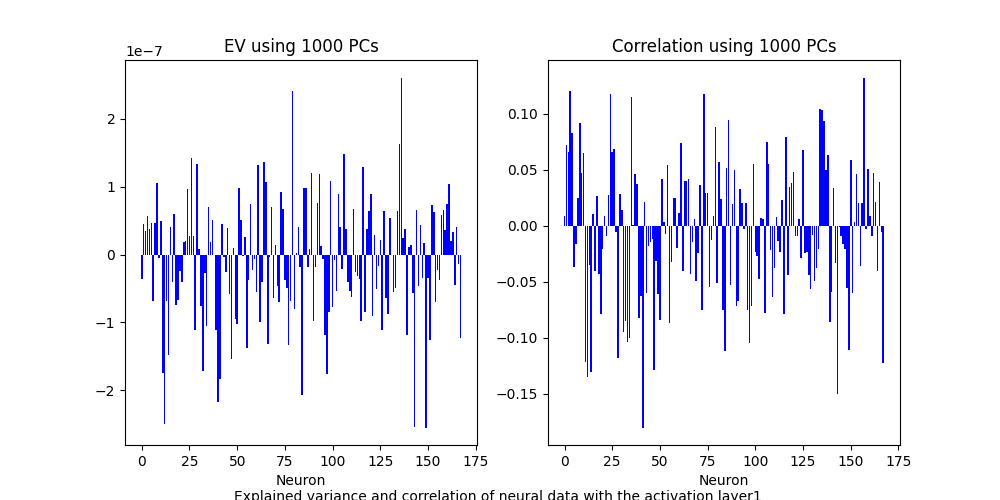 EV using 1000 PCs
Correlation using 1000 PCs
1e−7
2
1
0
−1
−2
0 25 50 75 100 125 150 175
Neuron
0.10
0.05
0.00
−0.05
−0.10
−0.15
0 25 50 75 100 125 150 175
Neuron
Explained variance and correlation of neural data with the activation layer1